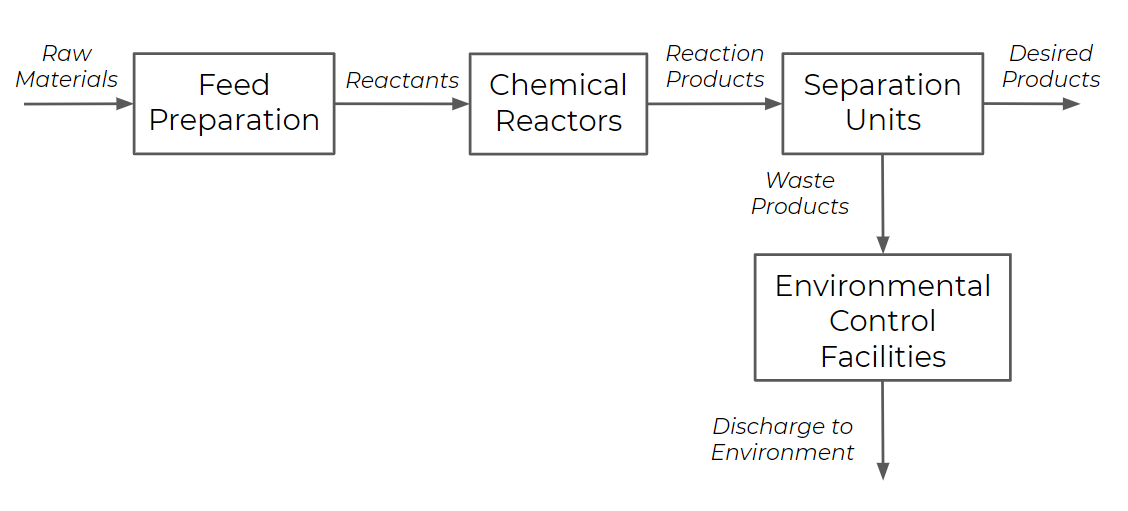 Raw
Materials
Feed
Preparation
Reactants
Chemical
Reactors
Reaction
Products
Separation
Units
Desired
Products
Waste
Products
Environmental
Control
Facilities
Discharge to
Environment